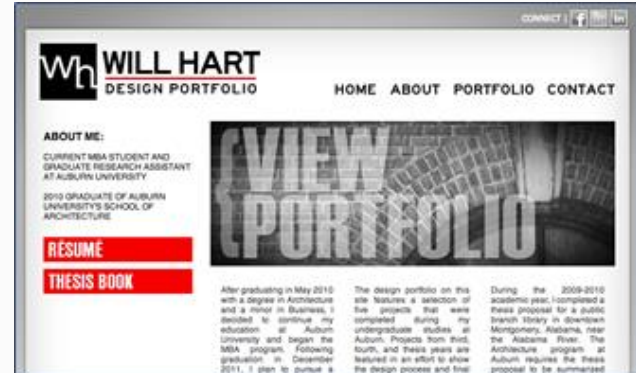 CONNECT |
Wh WILL HART
DESIGN PORTFOLIO
HOME ABOUT PORTFOLIO CONTACT
ABOUT ME:
CURRENT MBA STUDENT AND
GRADUATE RESEARCH ASSISTANT
AT AUBURN UNIVERSITY
2010 GRADUATE OF AUBURN
UNIVERSITY'S SCHOOL OF
ARCHITECTURE
RÉSUMÉ
THESIS BOOK
VIEW
PORTFOLIO
After graduating in May 2010
with a degree in Architecture
and a minor in Business, I
decided to continue my
education at Auburn
University and began the
MBA program. Following
graduation in December
2011, I plan to pursue a
The design portfolio on this
site features a selection of
five projects that were
completed during my
undergraduate studies at
Auburn. Projects from third,
fourth, and thesis years are
featured in an effort to show
the design process and final
During the 2009-2010
academic year, I completed a
thesis proposal for a public
branch library in downtown
Montgomery, Alabama, near
the Alabama River. The
Architecture program at
Auburn requires the thesis
proposal to be summarized